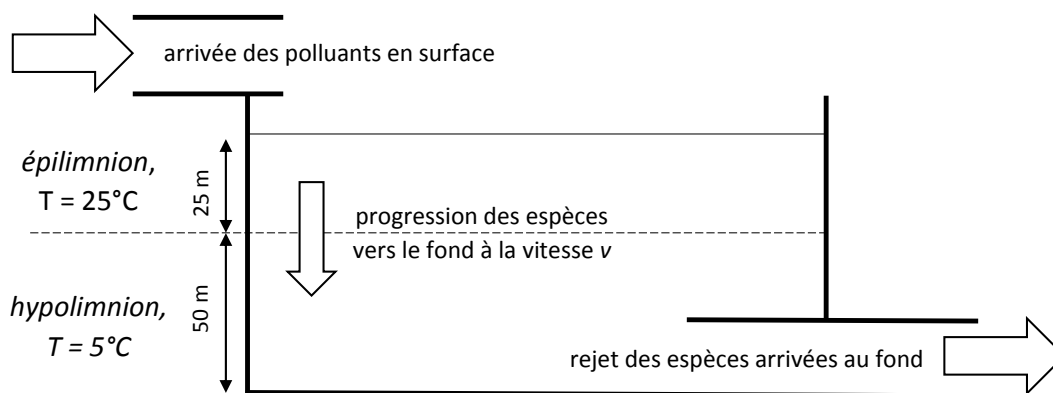 arrivée des polluants en surface
épilimnion,
T = 25°C
25 m
progression des espèces
vers le fond à la vitesse v
hypolimnion,
T = 5°C
50 m
rejet des espèces arrivées au fond